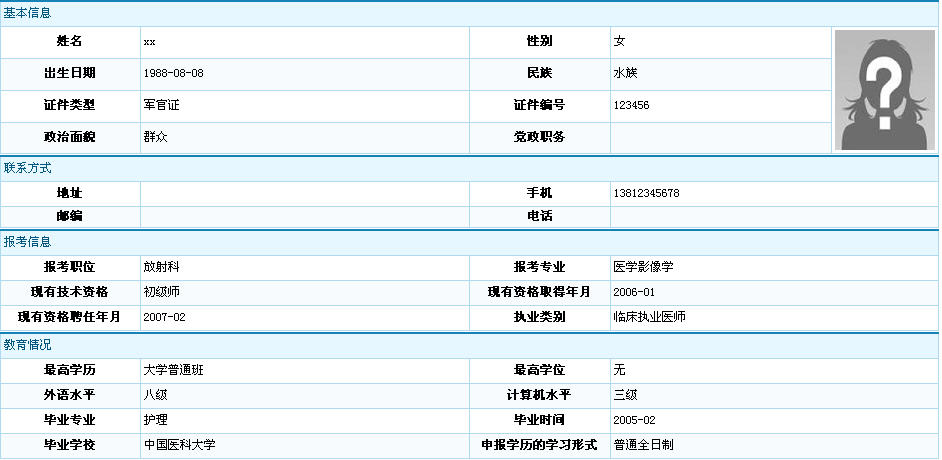 基本信息
姓名 xx 性别 女
出生日期 1988-08-08 民族 水族
证件类型 军官证 证件编号 123456
政治面貌 群众 党政职务
?
联系方式
地址 手机 13812345678
邮编 电话
报考信息
报考职位 放射科 报考专业 医学影像学
现有技术资格 初级师 现有资格取得年月 2006-01
现有资格聘任年月 2007-02 执业类别 临床执业医师
教育情况
最高学历 大学普通班 最高学位 无
外语水平 八级 计算机水平 三级
毕业专业 护理 毕业时间 2005-02
毕业学校 中国医科大学 申报学历的学习形式 普通全日制